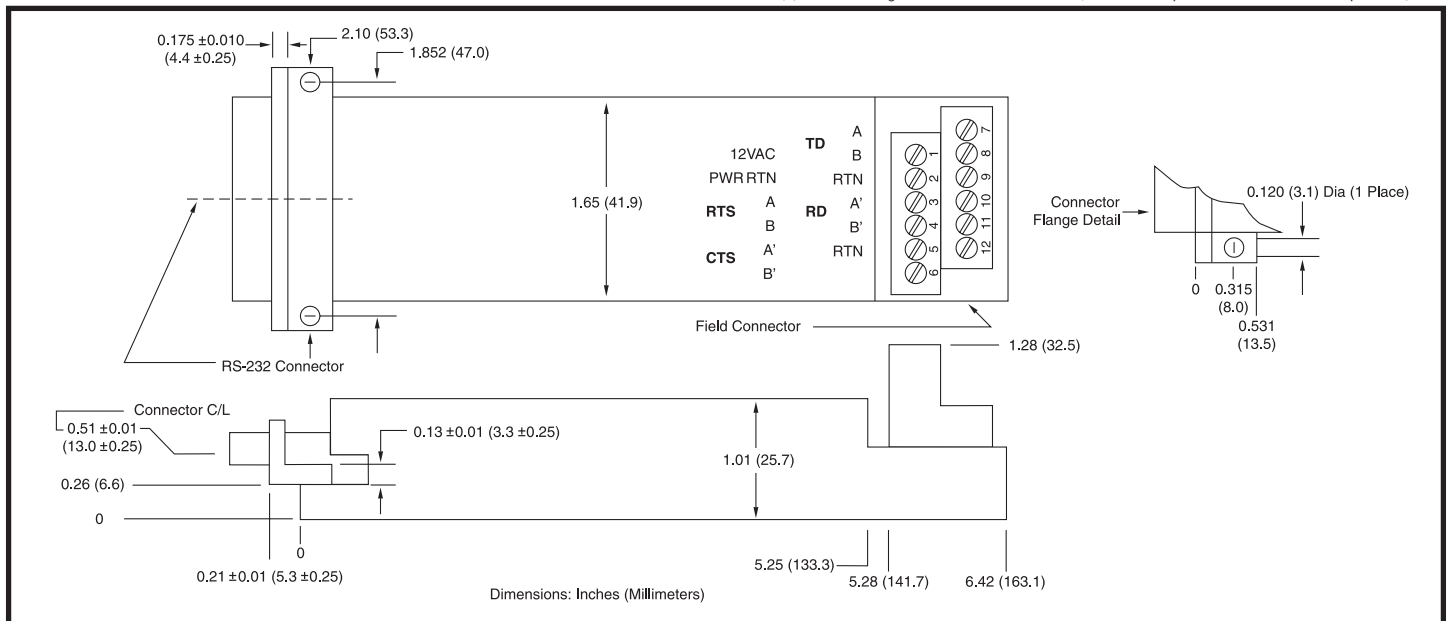 0.175 ±0.010
(4.4 ±0.25)
2.10 (53.3)
1.852 (47.0)
1.65 (41.9)
12VAC
PWR RTN
RTS
A
B
CTS
A'
B'
TD
A
B
RTN
RD
A'
B'
RTN
1
2
3
4
5
6
7
8
9
10
11
12
Connector
Flange Detail
0.120 (3.1) Dia (1 Place)
0
0.315
(8.0)
0.531
(13.5)
Field Connector
RS-232 Connector
1.28 (32.5)
Connector C/L
0.51 ±0.01
(13.0 ±0.25)
0.13 ±0.01 (3.3 ±0.25)
1.01 (25.7)
0.26 (6.6)
0
0
0.21 ±0.01 (5.3 ±0.25)
5.25 (133.3)
5.28 (141.7)
6.42 (163.1)
Dimensions: Inches (Millimeters)